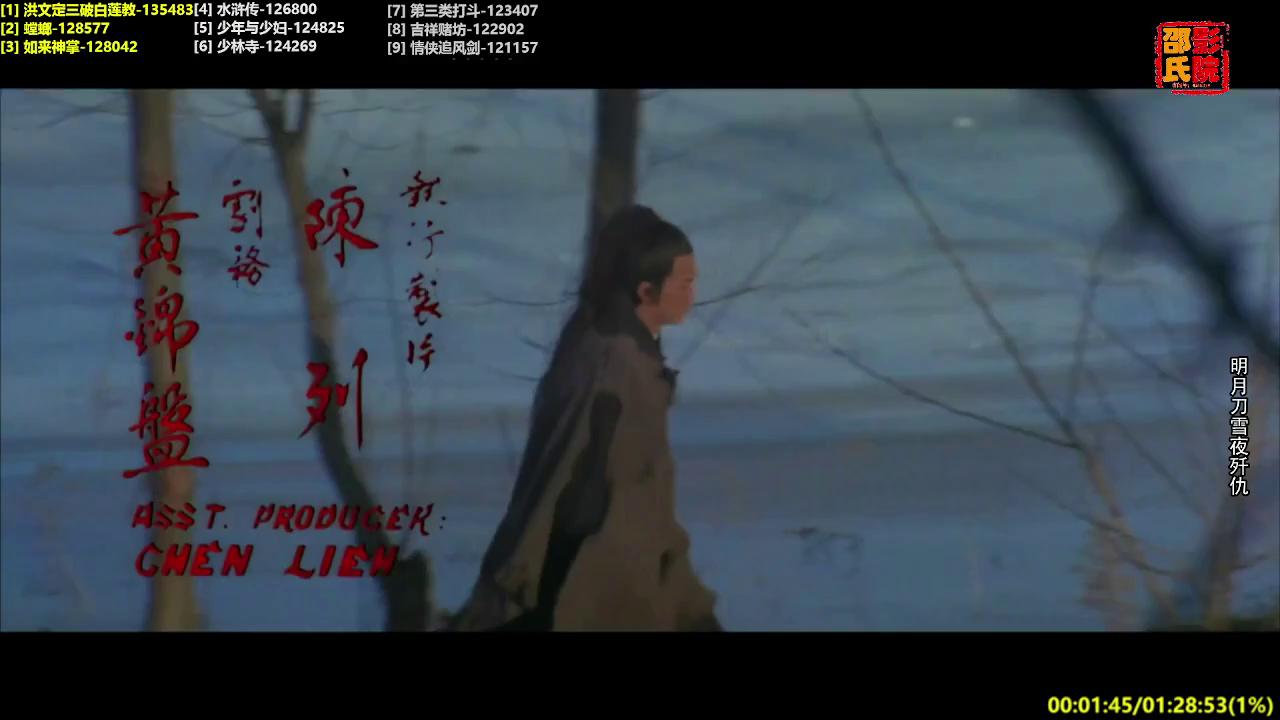 [1] 洪文定三破白莲教-135483
[2] 螳螂-128577
[3] 如来神掌-128042
[4] 水浒传-126800
[5] 少年与少妇-124825
[6] 少林寺-124269
[7] 第三类打斗-123407
[8] 吉祥赌坊-122902
[9] 情侠追风剑-121157
邵氏影院
執行製片
陳列
劇務
黃錦盤
ASST. PRODUCER:
CHEN LIEH
明月刀雪夜歼仇
00:01:45/01:28:53(1%)